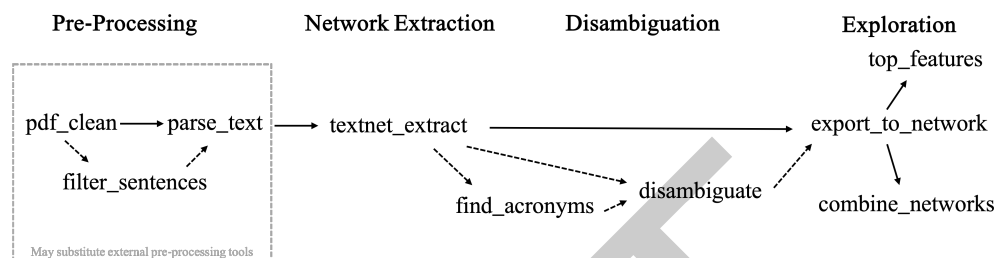 Pre-Processing Network Extraction Disambiguation Exploration
top_features
pdf_clean parse_text textnet_extract export_to_network
filter_sentences disambiguate
find_acronyms combine_networks
May substitute external pre-processing tools